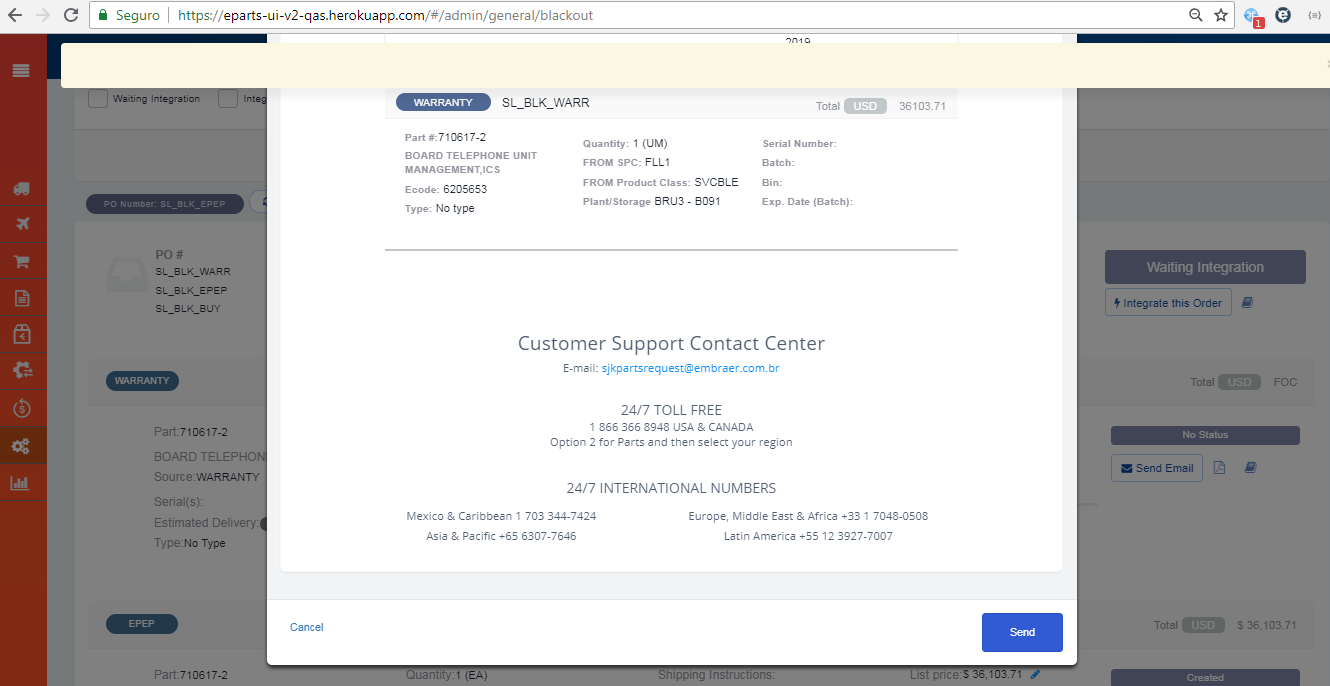 Seguro
https://eparts-ui-v2-qas.herokuapp.com/#/admin/general/blackout
1
2019
Waiting Integration
Integ
WARRANTY SL_BLK_WARR
Total USD 36103.71
Part #:710617-2
BOARD TELEPHONE UNIT
MANAGEMENT,ICS
Ecode: 6205653
Type: No type
Quantity: 1 (UM)
FROM SPC: FLL1
FROM Product Class: SVCBLE
Plant/Storage BRU3 - B091
Serial Number:
Batch:
Bin:
Exp. Date (Batch):
PO Number: SL_BLK_EPEP
PO #
SL_BLK_WARR
SL_BLK_EPEP
SL_BLK_BUY
Waiting Integration
Integrate this Order
Customer Support Contact Center
E-mail: sjkpartsrequest@embraer.com.br
24/7 TOLL FREE
1 866 366 8948 USA & CANADA
Option 2 for Parts and then select your region
24/7 INTERNATIONAL NUMBERS
Mexico & Caribbean 1 703 344-7424
Europe, Middle East & Africa +33 1 7048-0508
Asia & Pacific +65 6307-7646
Latin America +55 12 3927-7007
WARRANTY
Total USD FOC
Part:710617-2
BOARD TELEPHON
Source:WARRANTY
Serial(s):
Estimated Delivery:
Type:No Type
No Status
Send Email
Cancel
Send
EPEP
Total USD $ 36,103.71
Part:710617-2
Quantity:1 (EA)
Shipping Instructions:
List price:$ 36,103.71
Created